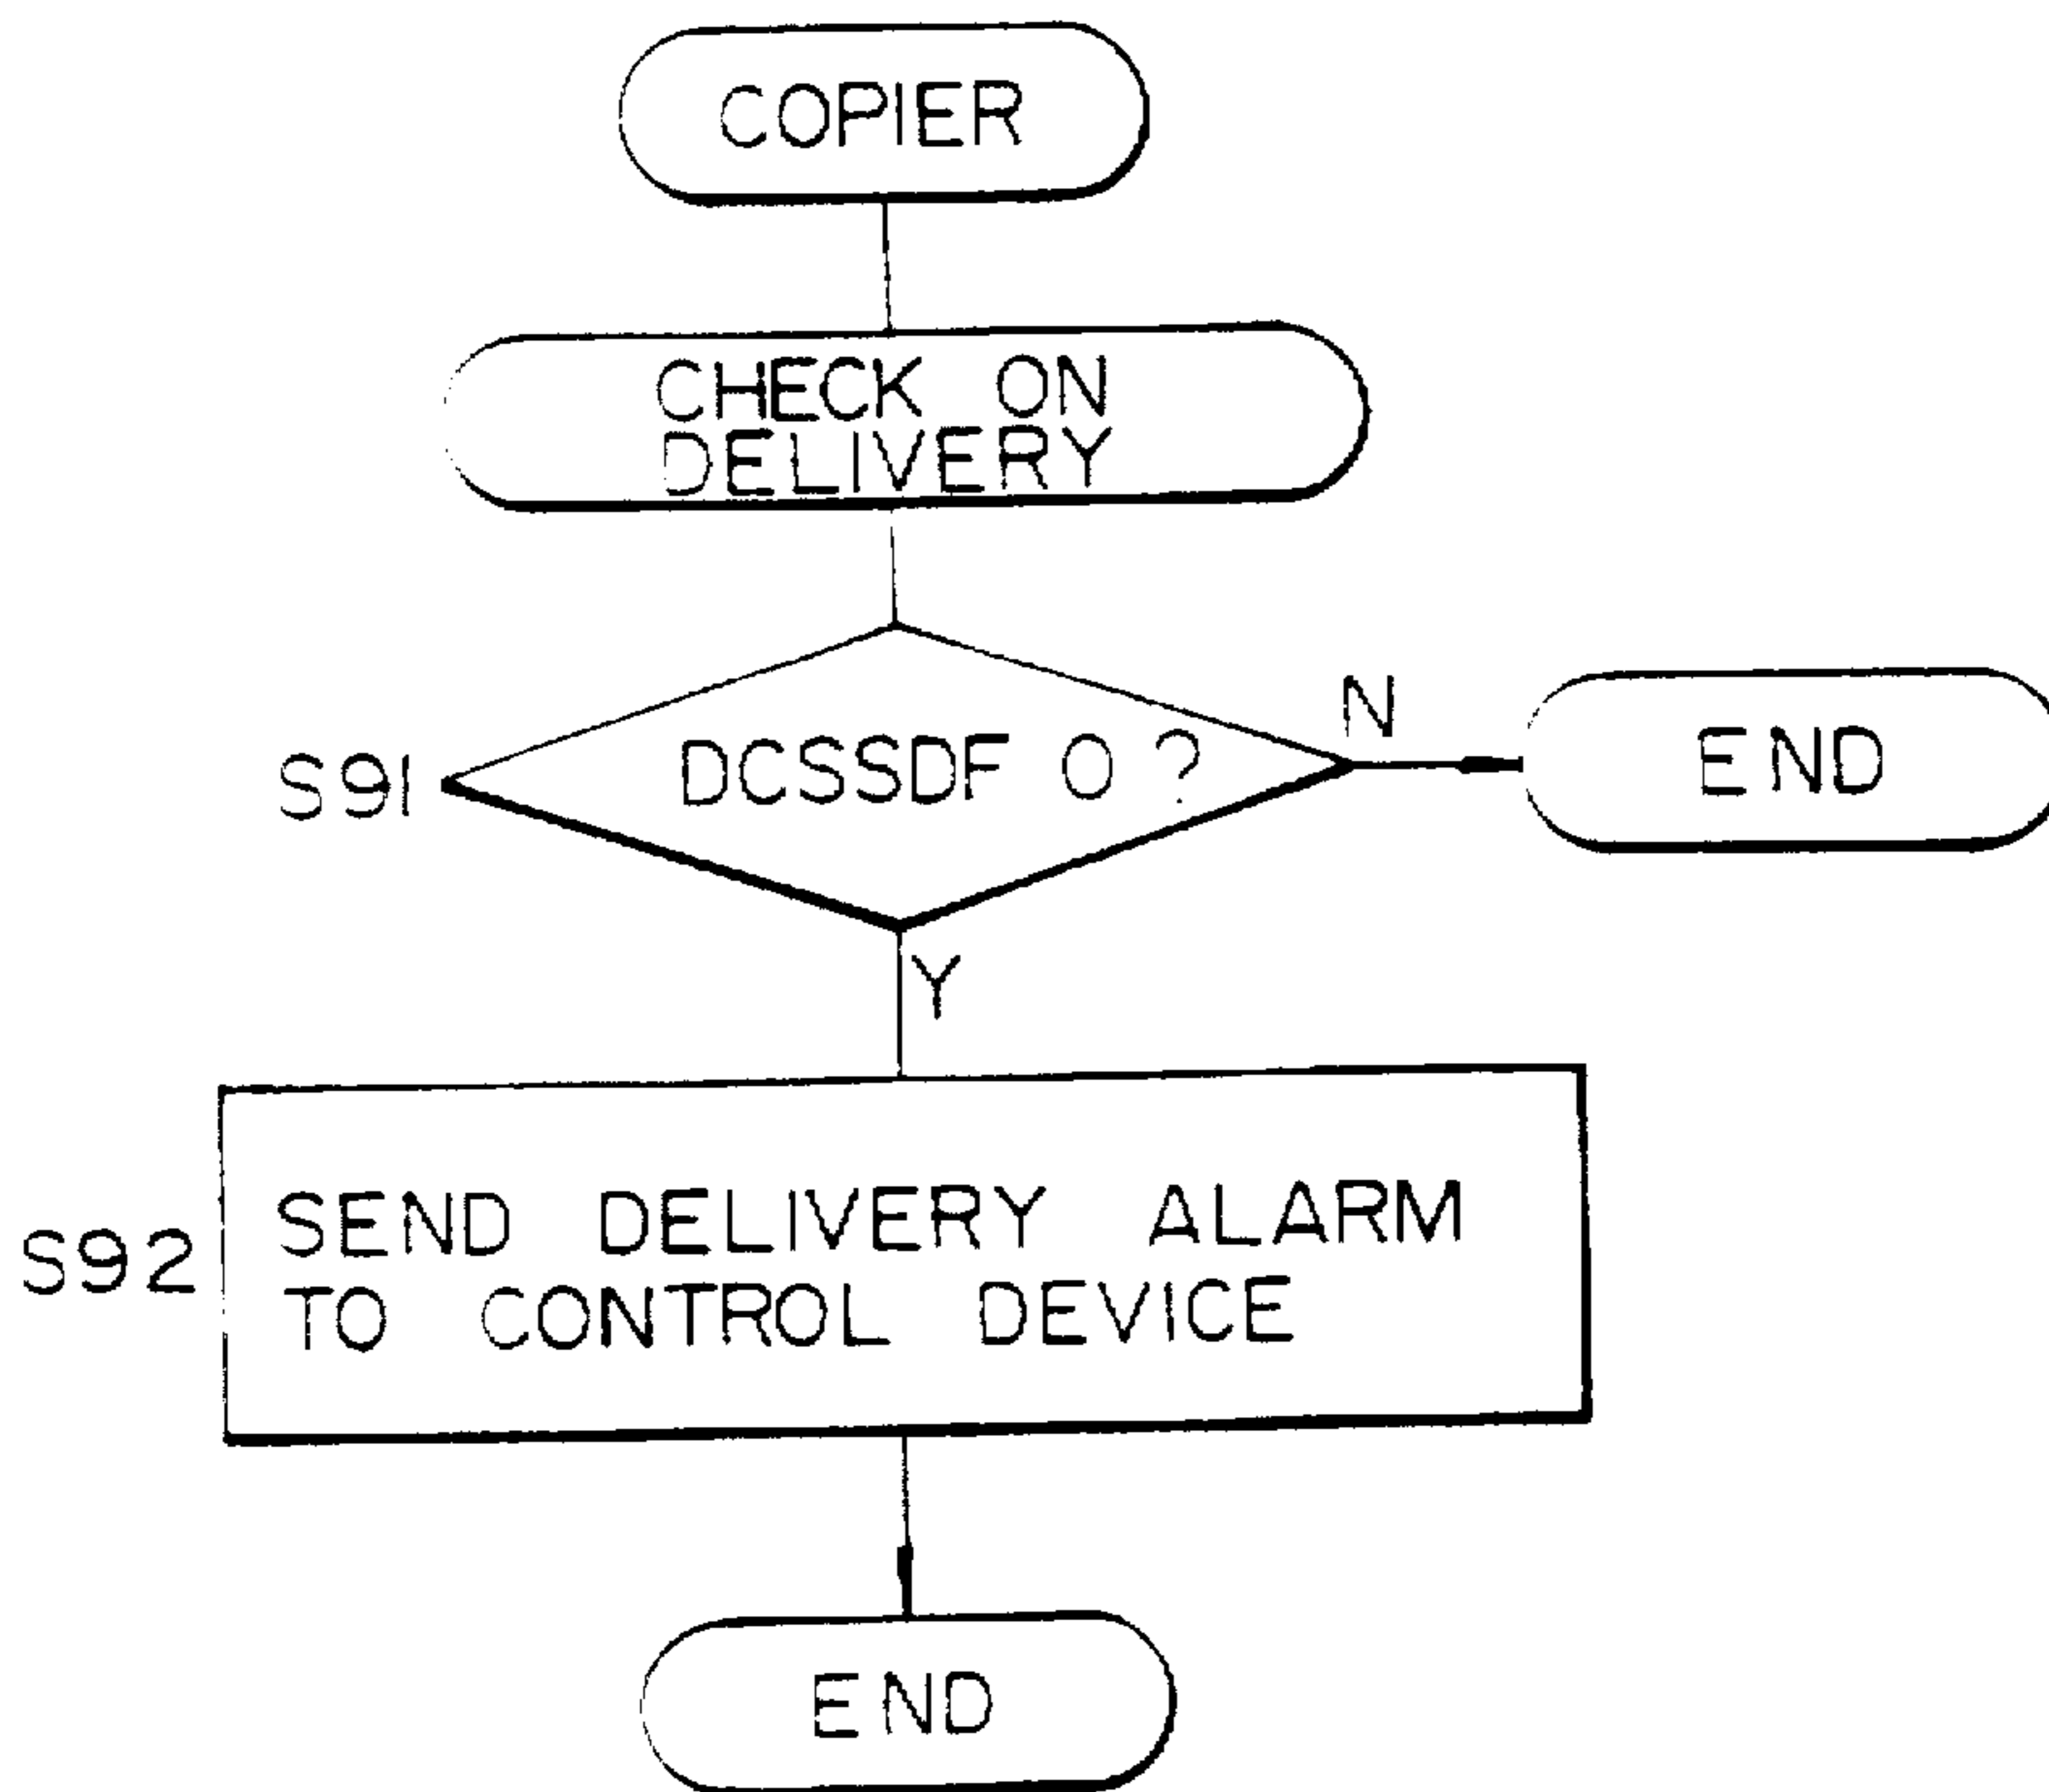 COPIER
CHECK ON
DELIVERY
N
S91
DCSSDF 0 ?
END
Y
S92
SEND DELIVERY ALARM
TO CONTROL DEVICE
END